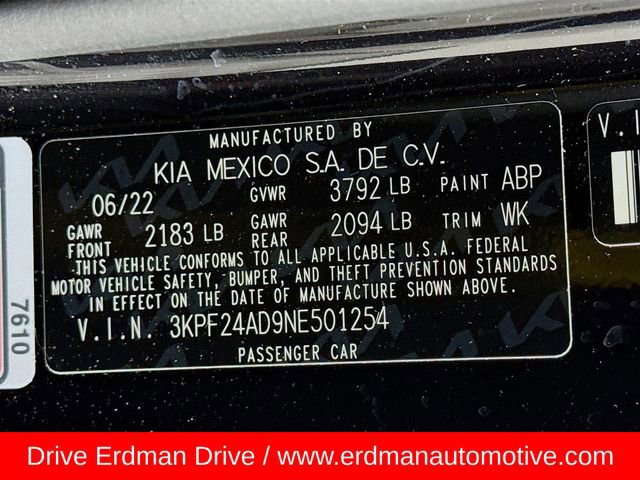 MANUFACTURED BY
KIA MEXICO S.A. DE C.V.
06/22 GVWR 3792 LB PAINT ABP
GAWR FRONT 2183 LB GAWR REAR 2094 LB TRIM WK
THIS VEHICLE CONFORMS TO ALL APPLICABLE U.S.A. FEDERAL
MOTOR VEHICLE SAFETY, BUMPER, AND THEFT PREVENTION STANDARDS
IN EFFECT ON THE DATE OF MANUFACTURE SHOWN ABOVE.
V.I.N. 3KPF24AD9NE501254
PASSENGER CAR
7610
V.I
Drive Erdman Drive / www.erdmanautomotive.com